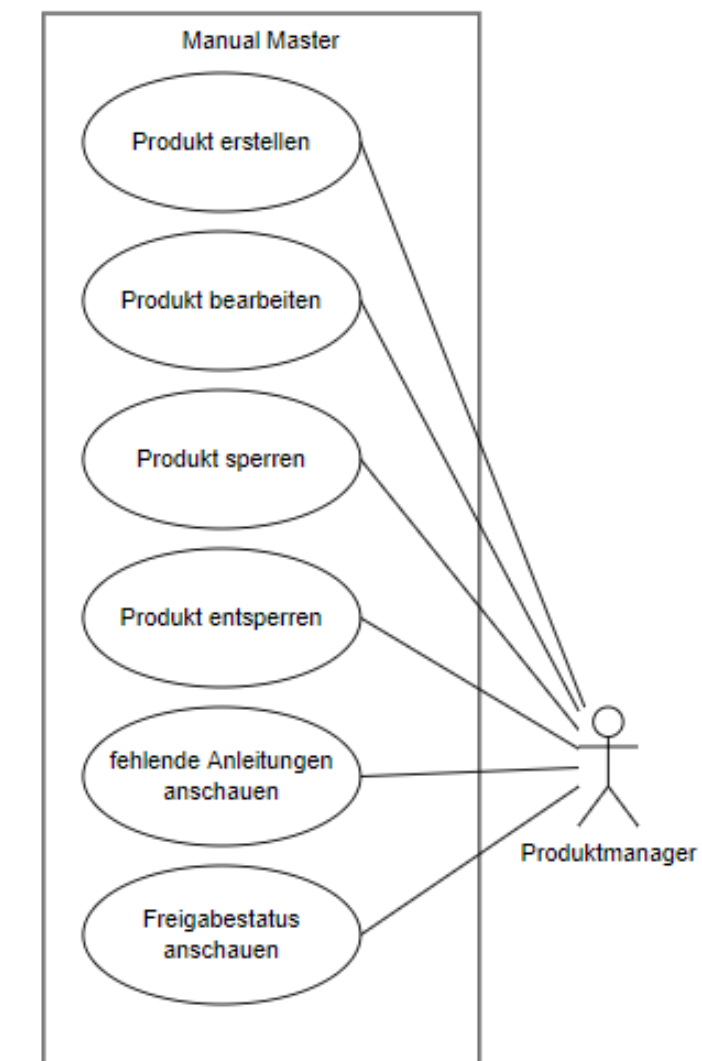 Manual Master
Produkt erstellen
Produkt bearbeiten
Produkt sperren
Produkt entsperren
fehlende Anleitungen
anschauen
Produktmanager
Freigabestatus
anschauen